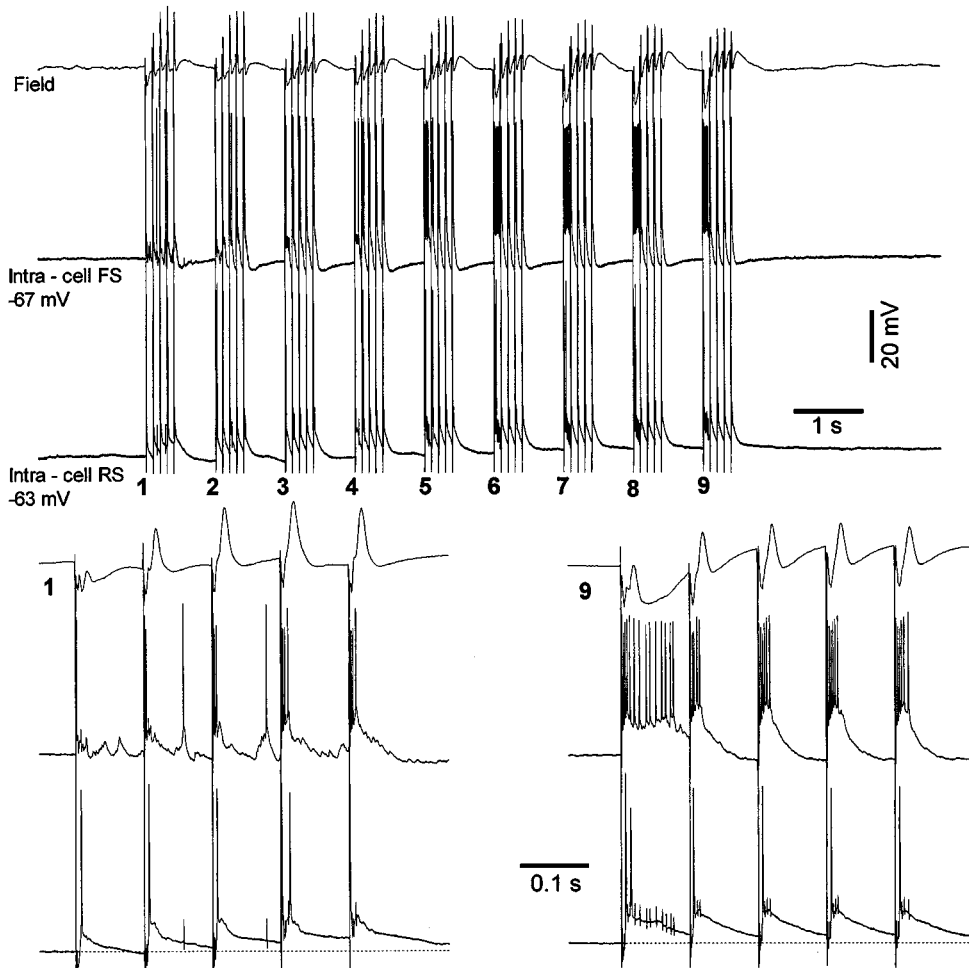 Field
Intra - cell FS
-67 mV
20 mV
1 s
Intra - cell RS
-63 mV
1 2 3 4 5 6 7 8 9
1
9
0.1 s